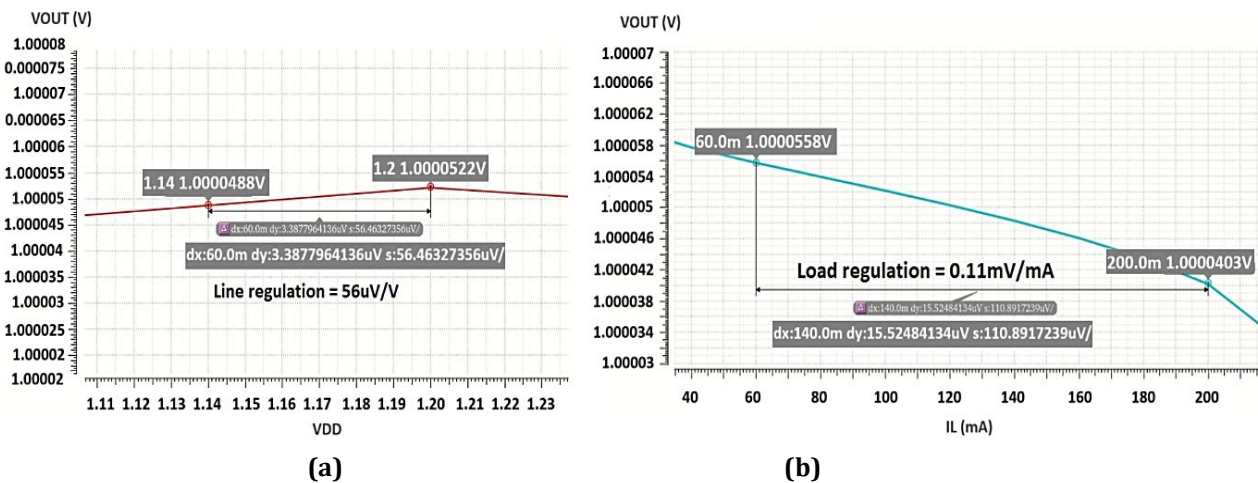 VOUT (V)
1.00008
0.000075
1.00007
0.000065
1.00006
1.000055
1.00005
1.000045
1.00004
1.000035
1.00003
1.000025
1.00002
1.14 1.0000488V
1.2 1.0000522V
dx:60.0m dy:3.3877964136uV s:56.46327356uV/
dx:60.0m dy:3.3877964136uV s:56.46327356uV/
Line regulation = 56uV/V
1.11 1.12 1.13 1.14 1.15 1.16 1.17 1.18 1.19 1.20 1.21 1.22 1.23
VDD
(a)
VOUT (V)
1.00007
1.000066
1.000062
1.000058
1.000054
1.00005
1.000046
1.000042
1.000038
1.000034
1.00003
60.0m 1.0000558V
200.0m 1.0000403V
Load regulation = 0.11mV/mA
dx:140.0m dy:15.52484134uV s:110.8917239uV/
dx:140.0m dy:15.52484134uV s:110.8917239uV/
40 60 80 100 120 140 160 180 200
IL (mA)
(b)